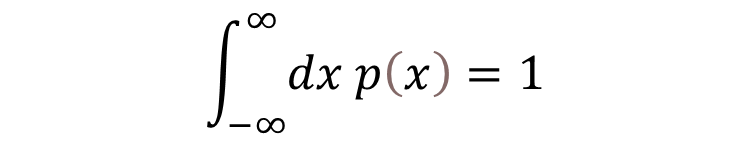 ∫_{-∞}^{∞} dx p(x) = 1